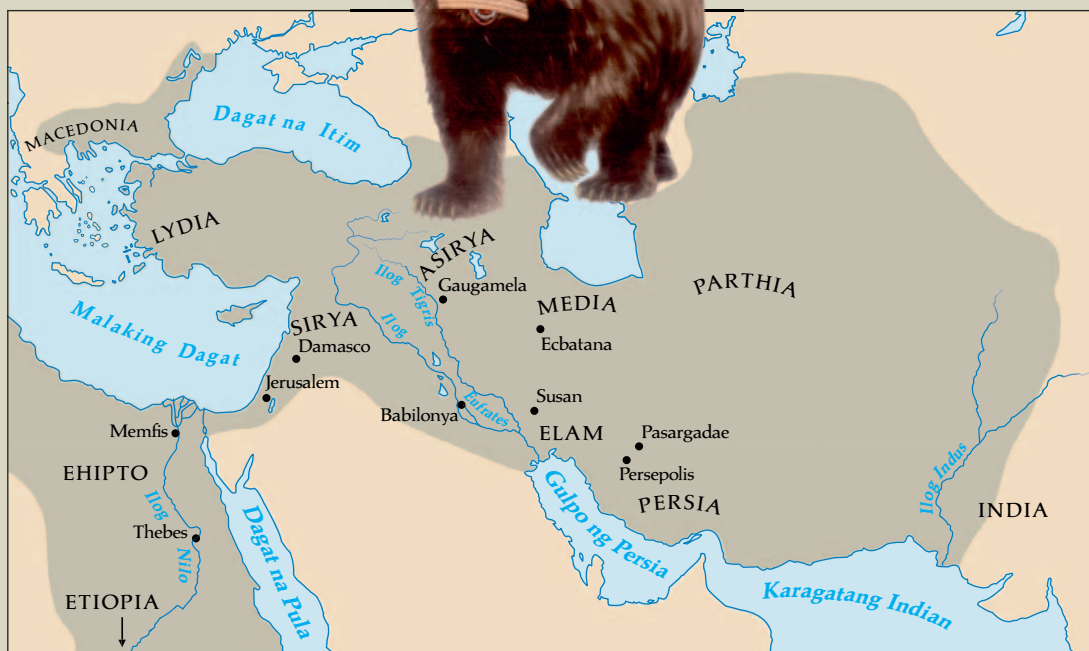 MACEDONIA
Dagat na Itim
LYDIA
ASIRYA
Ilog Tigris
Gaugamela
MEDIA
PARTHIA
Malaking Dagat
SIRYA
Ilog Eufrates
Ecbatana
Damasco
Jerusalem
Babilonya
Susan
Memfis
ELAM
Pasargadae
Persepolis
EHIPTO
Ilog Nilo
PERSIA
Ilog Indus
INDIA
Thebes
Dagat na Pula
Gulpo ng Persia
Karagatang Indian
ETIOPIA